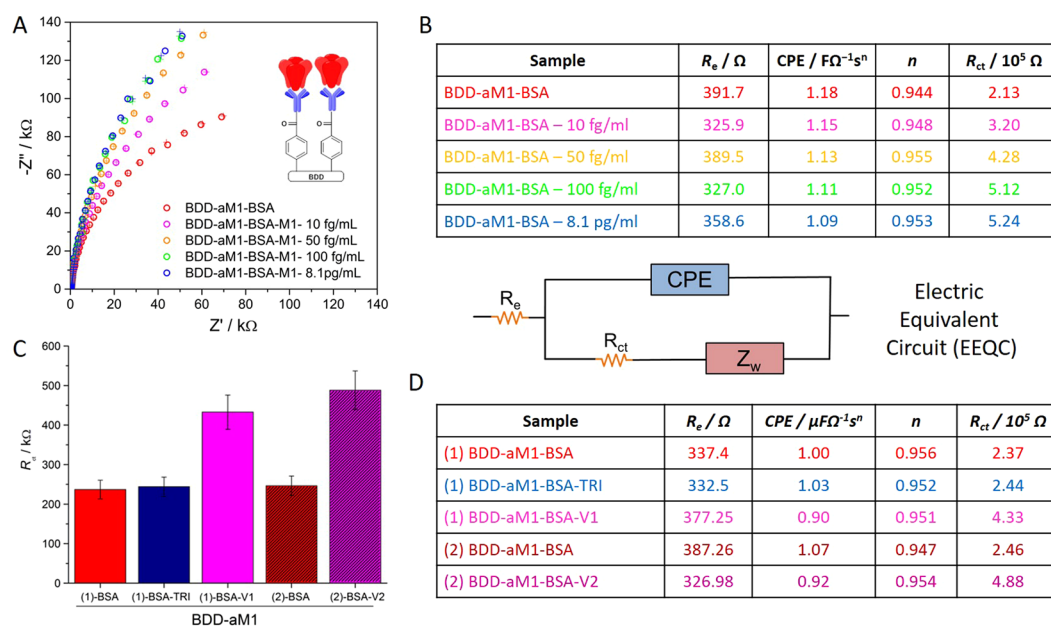 A
-Z'' / kΩ
140
120
100
80
60
40
20
0
0 20 40 60 80 100 120 140
Z' / kΩ
O O
BDD
BDD-aM1-BSA
BDD-aM1-BSA-M1- 10 fg/mL
BDD-aM1-BSA-M1- 50 fg/mL
BDD-aM1-BSA-M1- 100 fg/mL
BDD-aM1-BSA-M1- 8.1pg/mL
B
Sample Re / Ω CPE / FΩ⁻¹sⁿ n Rct / 10⁵ Ω
BDD-aM1-BSA 391.7 1.18 0.944 2.13
BDD-aM1-BSA – 10 fg/ml 325.9 1.15 0.948 3.20
BDD-aM1-BSA – 50 fg/ml 389.5 1.13 0.955 4.28
BDD-aM1-BSA – 100 fg/ml 327.0 1.11 0.952 5.12
BDD-aM1-BSA – 8.1 pg/ml 358.6 1.09 0.953 5.24
Re
CPE
Rct
Zw
Electric
Equivalent
Circuit (EEQC)
C
Rct / kΩ
600
500
400
300
200
100
0
(1)-BSA (1)-BSA-TRI (1)-BSA-V1 (2)-BSA (2)-BSA-V2
BDD-aM1
D
Sample Re / Ω CPE / μFΩ⁻¹sⁿ n Rct / 10⁵ Ω
(1) BDD-aM1-BSA 337.4 1.00 0.956 2.37
(1) BDD-aM1-BSA-TRI 332.5 1.03 0.952 2.44
(1) BDD-aM1-BSA-V1 377.25 0.90 0.951 4.33
(2) BDD-aM1-BSA 387.26 1.07 0.947 2.46
(2) BDD-aM1-BSA-V2 326.98 0.92 0.954 4.88